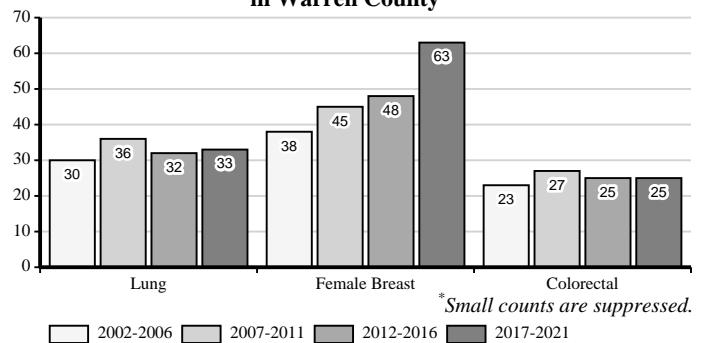 in Warren County
70
60
50
40
30
20
10
0
30 36 32 33 38 45 48 63 23 27 25 25
Lung Female Breast Colorectal
*Small counts are suppressed.
2002-2006 2007-2011 2012-2016 2017-2021